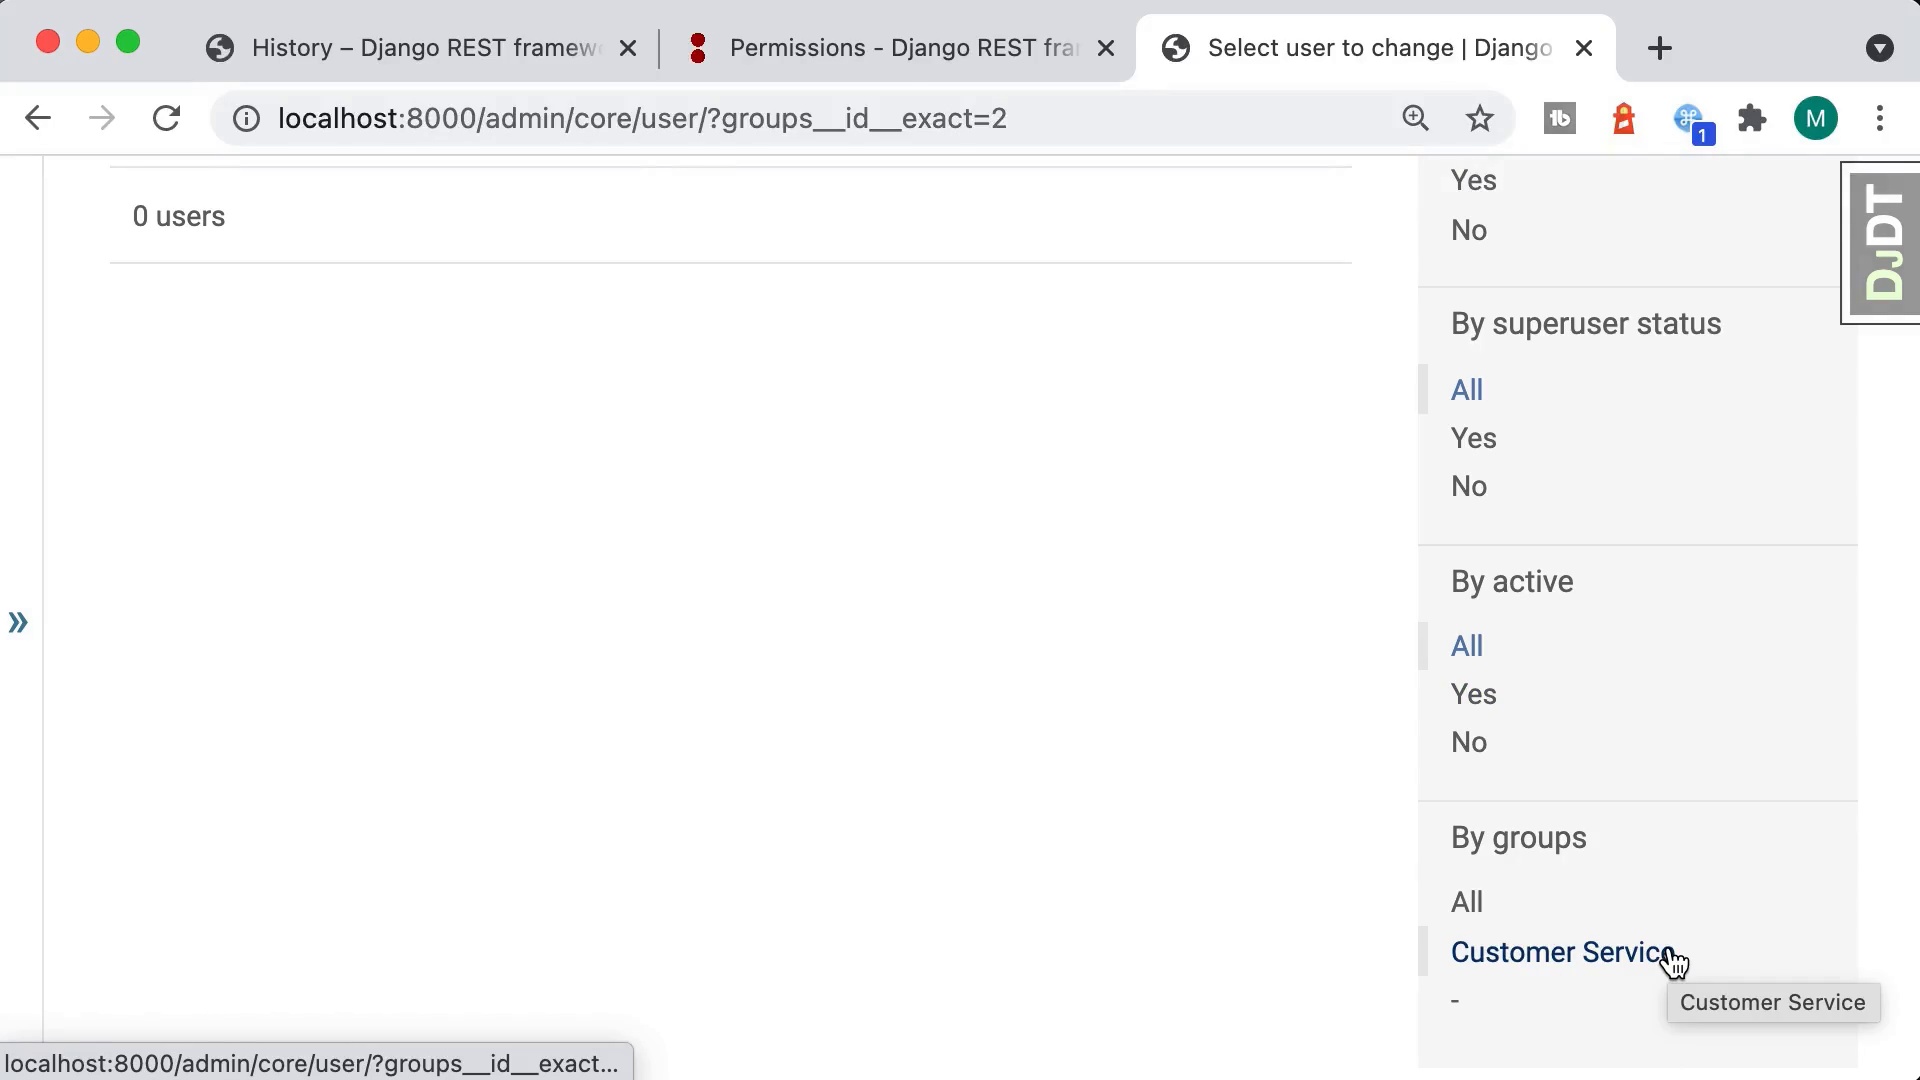 History – Django REST framew
Permissions - Django REST fra
Select user to change | Django
localhost:8000/admin/core/user/?groups__id__exact=2
tb
1
M
0 users
Yes
No
By superuser status
All
Yes
No
By active
All
Yes
No
By groups
All
Customer Service
-
Customer Service
DJDT
»
localhost:8000/admin/core/user/?groups__id__exact...